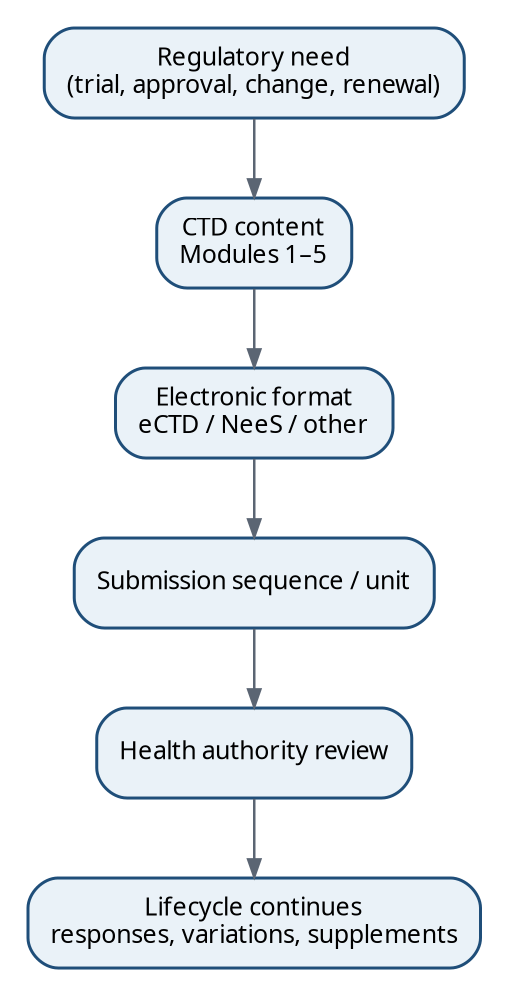 Regulatory need
(trial, approval, change, renewal)
CTD content
Modules 1–5
Electronic format
eCTD / NeeS / other
Submission sequence / unit
Health authority review
Lifecycle continues
responses, variations, supplements